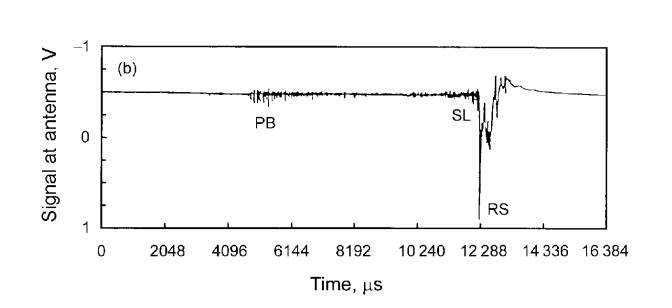 −1
(b)
Signal at antenna, V
PB
SL
0
RS
1
0 2048 4096 6144 8192 10 240 12 288 14 336 16 384
Time, μs